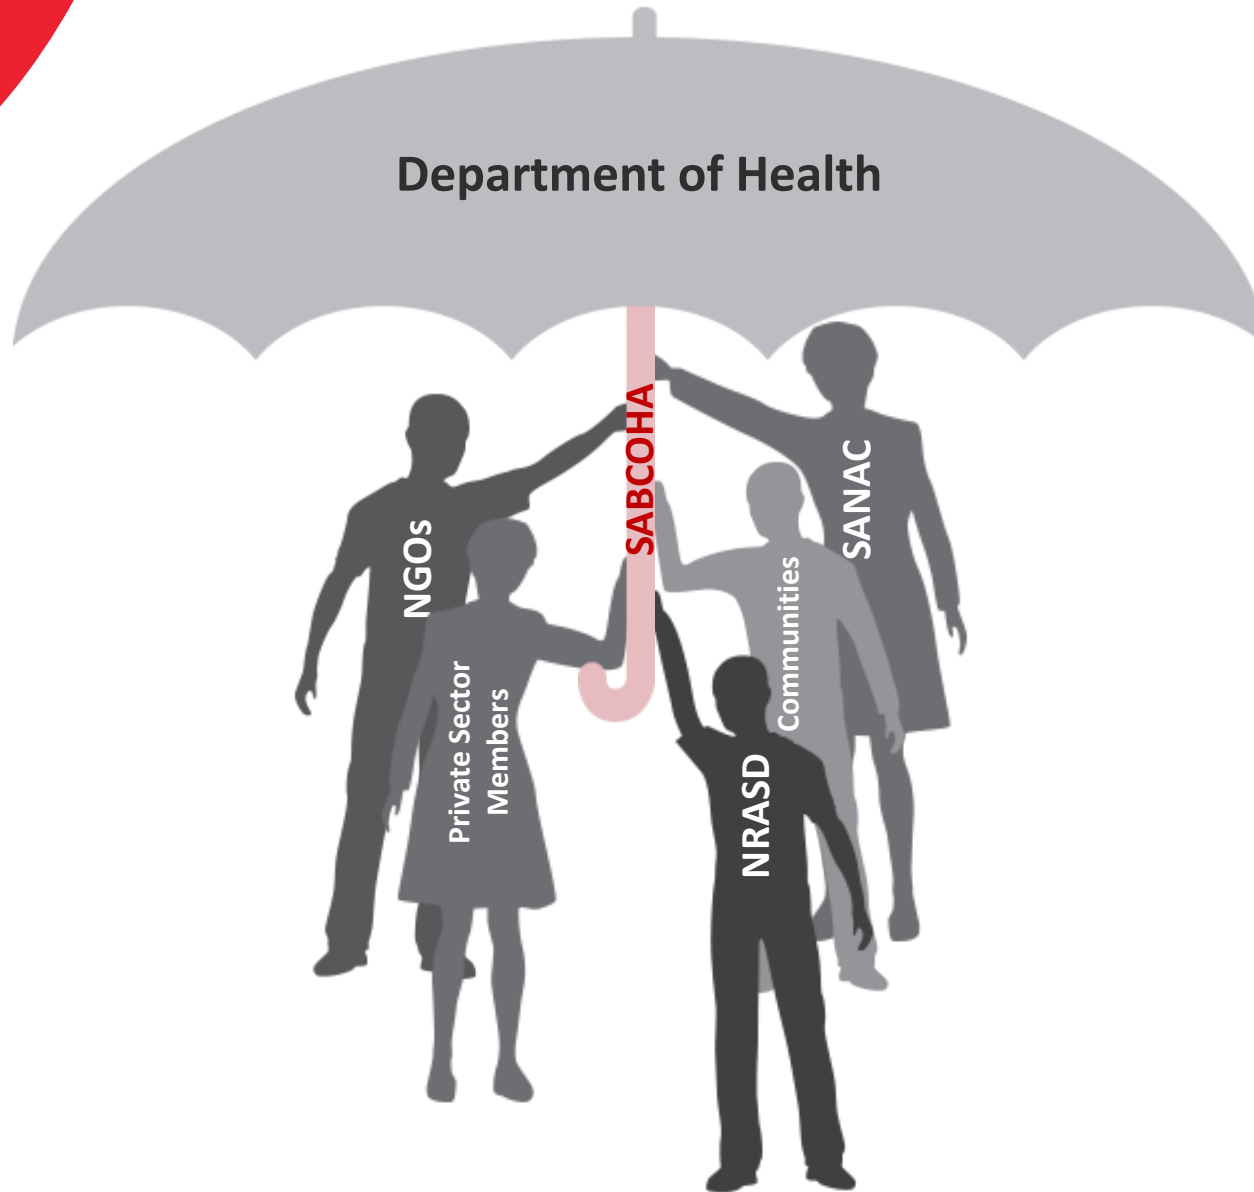 Department of Health
SABCOHA
SANAC
NGOs
Communities
Private Sector
Members
NRASD